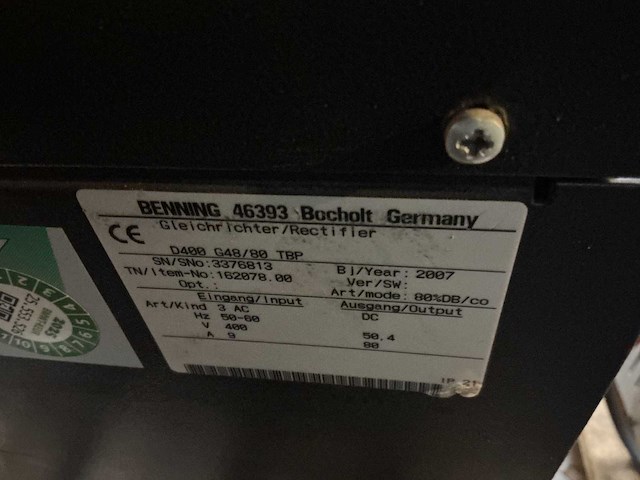 BENNING 46393 Bocholt Germany
CE Gleichrichter/Rectifier
D400 G48/80 TBP
SN/SNo:3376813 Bj/Year: 2007
TN/Item-No:162078.00 Ver/SW:
Opt.: Art/mode: 80%DB/co
Eingang/Input Ausgang/Output
Art/Kind 3 AC DC
Hz 50-60
V 400 50,4
A 9 80
IP 21